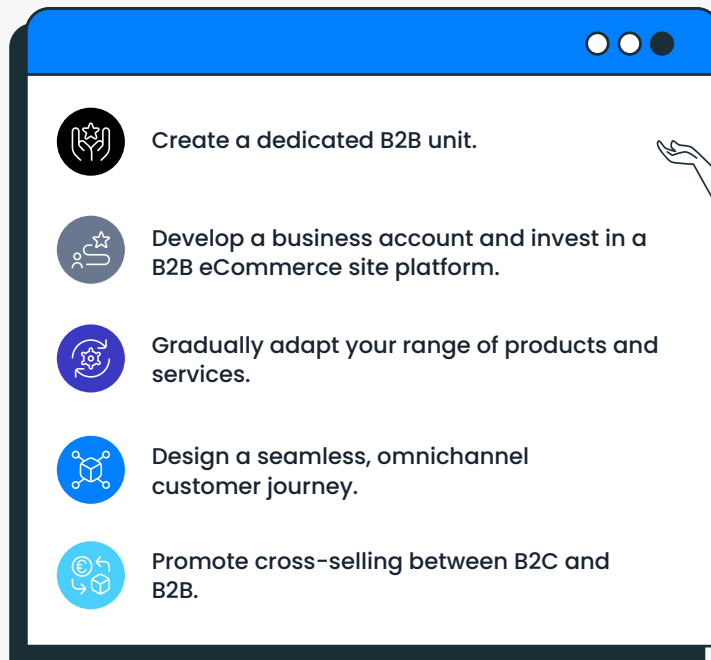 Create a dedicated B2B unit.
Develop a business account and invest in a
B2B eCommerce site platform.
Gradually adapt your range of products and
services.
Design a seamless, omnichannel
customer journey.
€
Promote cross-selling between B2C and
B2B.